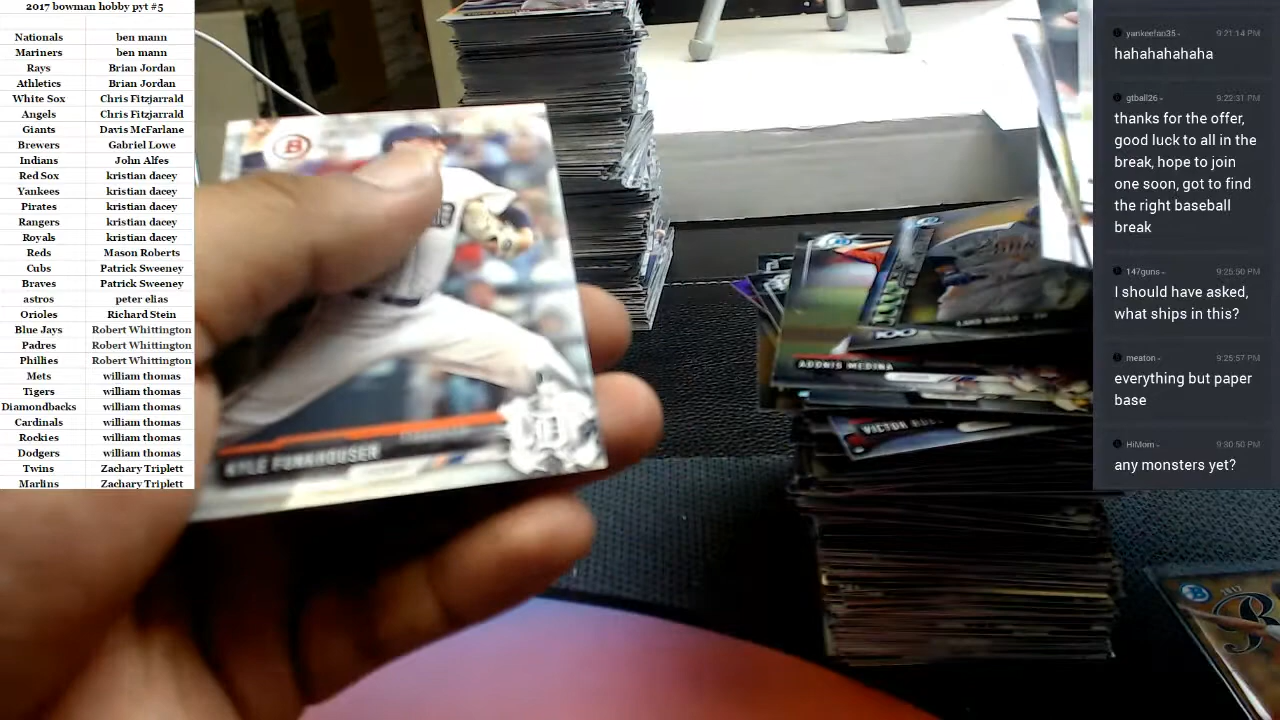 2017 bowman hobby pyt #5
Nationals ben mann
Mariners ben mann
Rays Brian Jordan
Athletics Brian Jordan
White Sox Chris Fitzjarrald
Angels Chris Fitzjarrald
Giants Davis McFarlane
Brewers Gabriel Lowe
Indians John Alfes
Red Sox kristian dacey
Yankees kristian dacey
Pirates kristian dacey
Rangers kristian dacey
Royals kristian dacey
Reds Mason Roberts
Cubs Patrick Sweeney
Braves Patrick Sweeney
astros peter elias
Orioles Richard Stein
Blue Jays Robert Whittington
Padres Robert Whittington
Phillies Robert Whittington
Mets william thomas
Tigers william thomas
Diamondbacks william thomas
Cardinals william thomas
Rockies william thomas
Dodgers william thomas
Twins Zachary Triplett
Marlins Zachary Triplett
B
KYLE FUNKHOUSER
D
ADONIS MEDINA
VICTOR
100
2017
B
yankeefan35 - 9:21:14 PM
hahahahahaha
gtball26 - 9:22:31 PM
thanks for the offer,
good luck to all in the
break, hope to join
one soon, got to find
the right baseball
break
147guns - 9:25:50 PM
I should have asked,
what ships in this?
meaton - 9:25:57 PM
everything but paper
base
HiMom - 9:30:50 PM
any monsters yet?